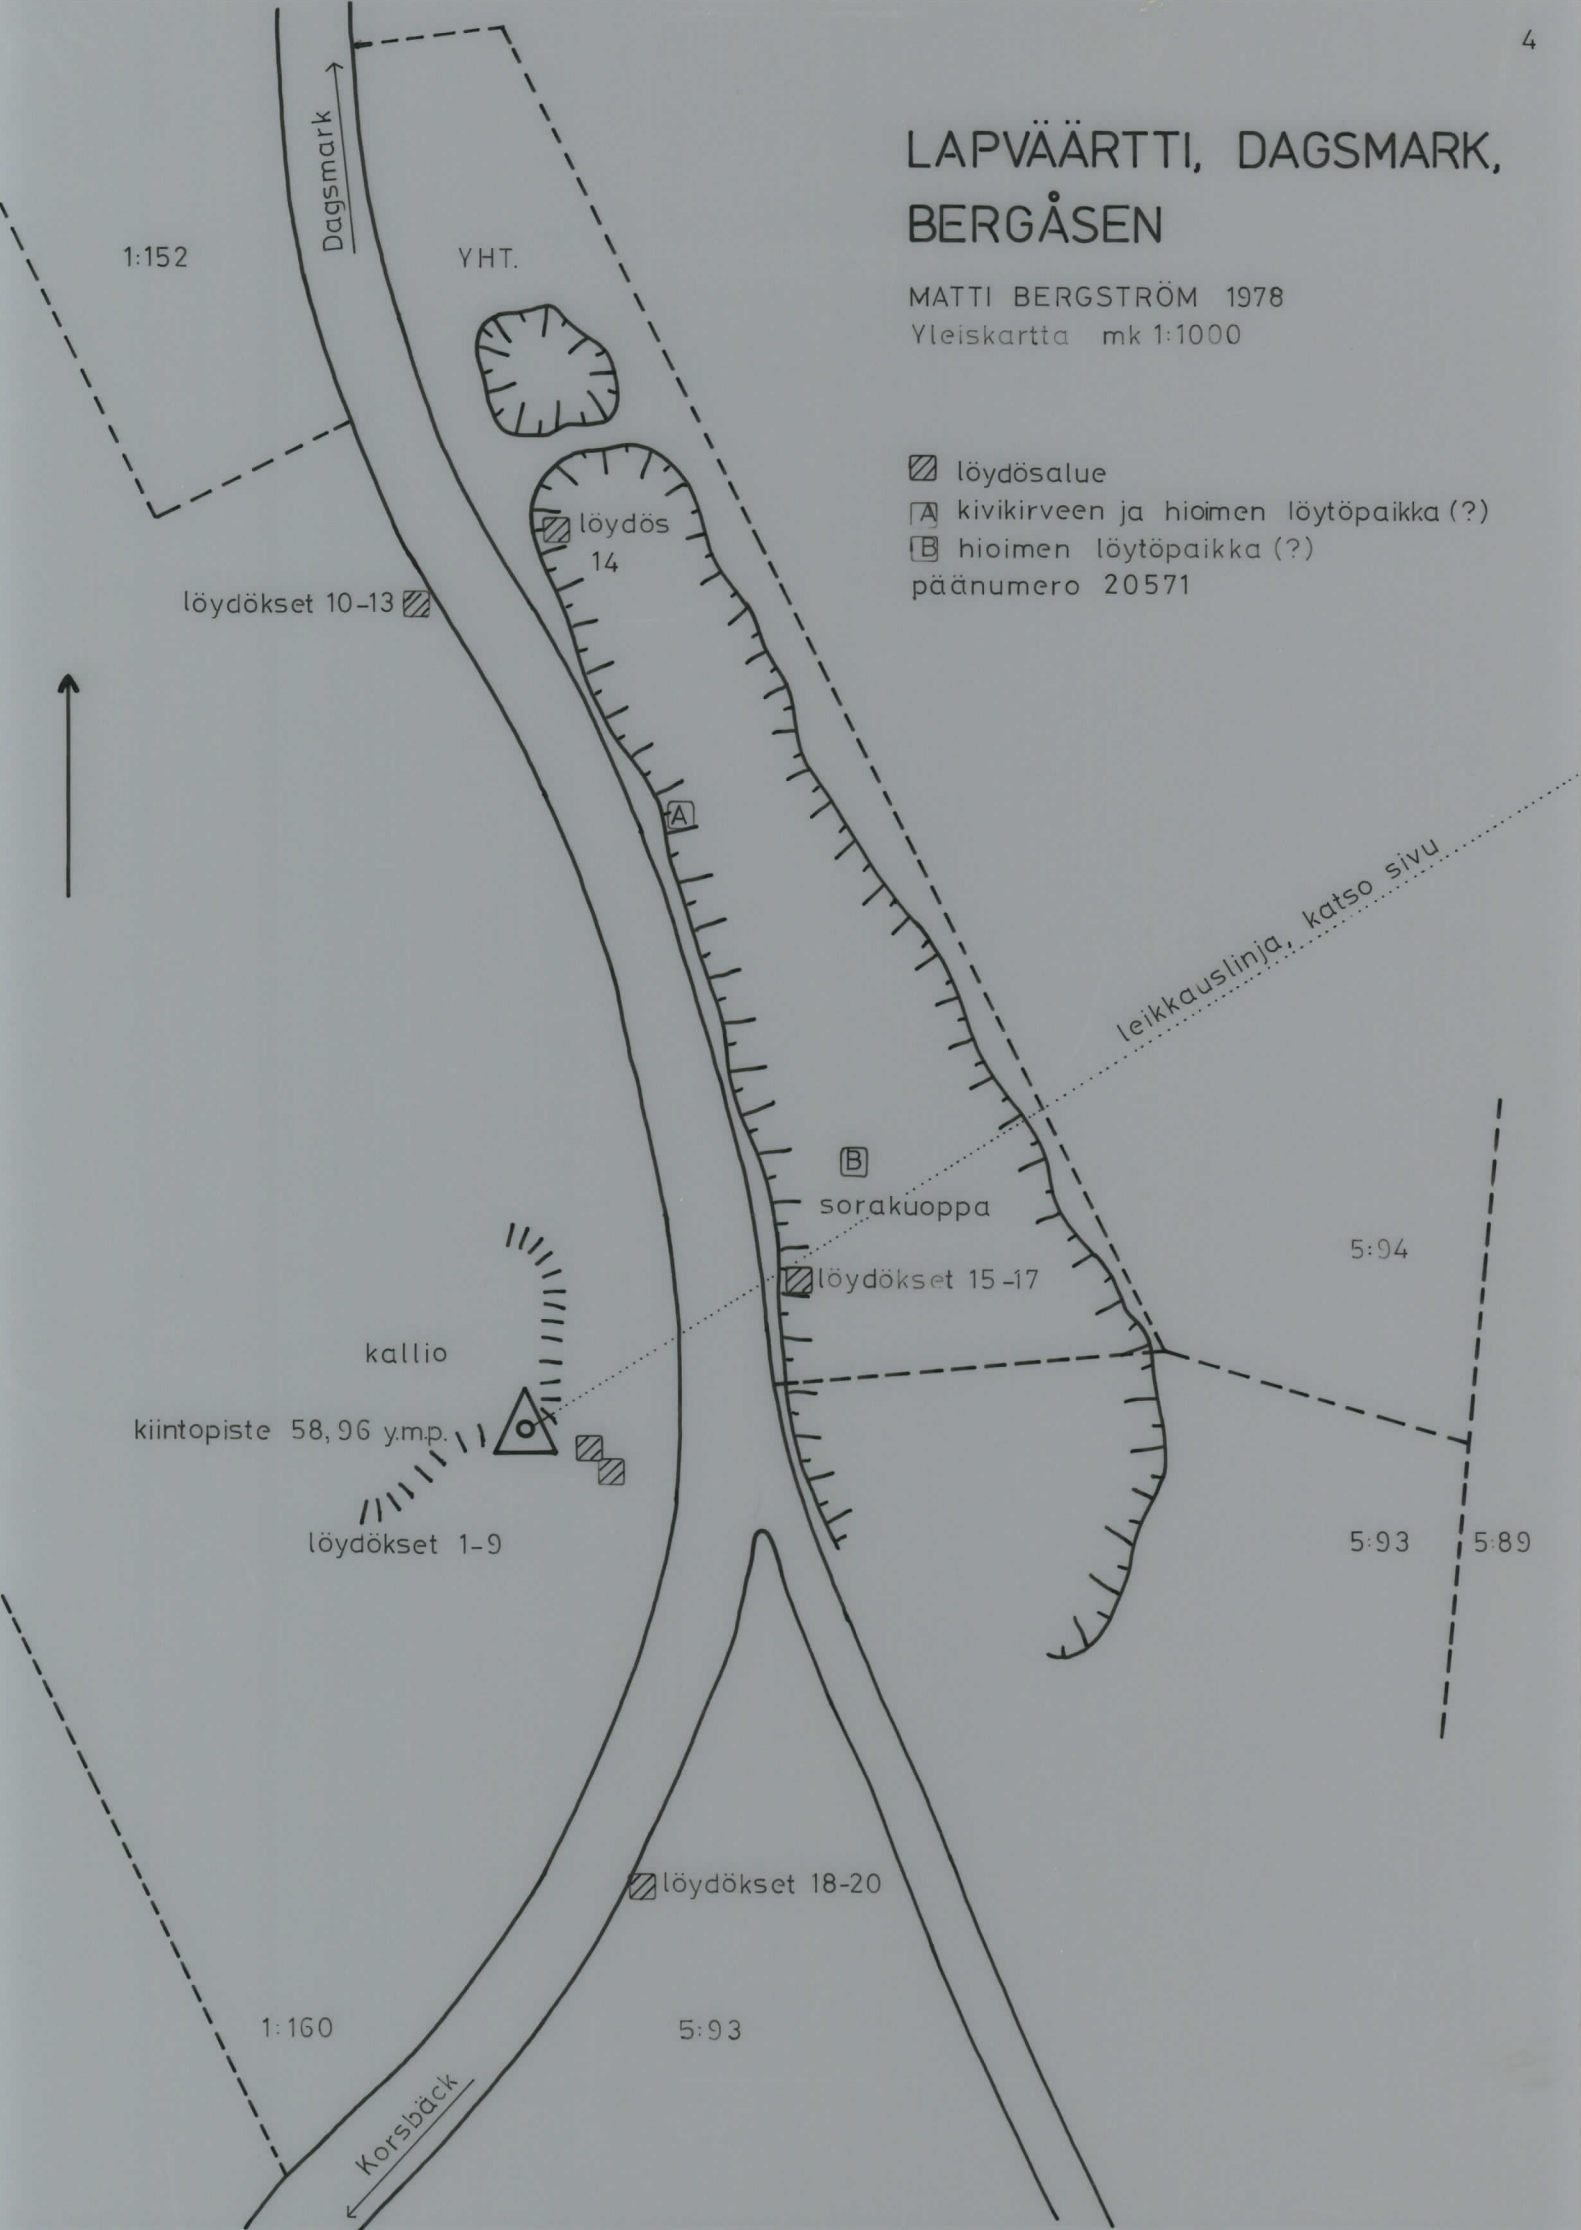 4
LAPVÄÄRTTI, DAGSMARK,
BERGÅSEN
MATTI BERGSTRÖM 1978
Yleiskartta mk 1:1000
löydösalue
A kivikirveen ja hioimen löytöpaikka (?)
B hioimen löytöpaikka (?)
päänumero 20571
Dagsmark
1:152
YHT.
löydös
14
löydökset 10-13
A
leikkauslinja, katso sivu
B
sorakuoppa
5:94
löydökset 15-17
kallio
kiintopiste 58,96 y.m.p.
löydökset 1-9
5:93
5:89
löydökset 18-20
1:160
5:93
Korsbäck